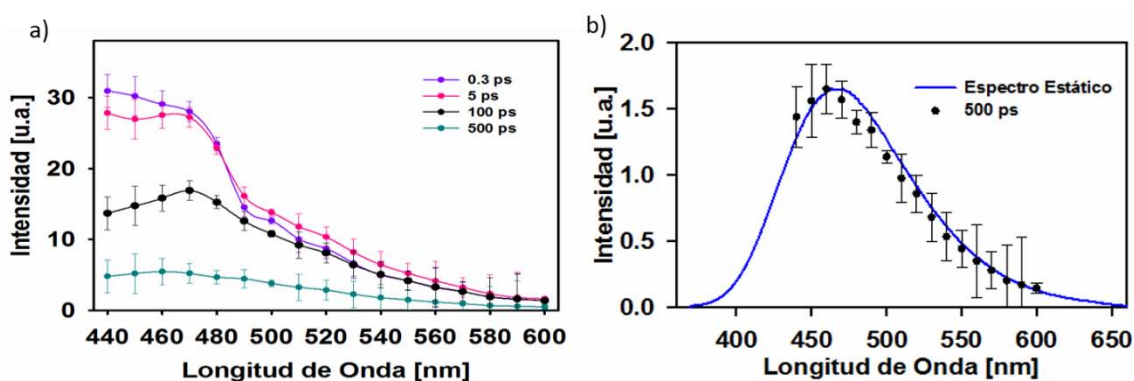 a)
Intensidad [u.a.]
30
20
10
0
0.3 ps
5 ps
100 ps
500 ps
440 460 480 500 520 540 560 580 600
Longitud de Onda [nm]
b)
Intensidad [u.a.]
2.0
1.5
1.0
0.5
0.0
Espectro Estático
500 ps
400 450 500 550 600 650
Longitud de Onda [nm]